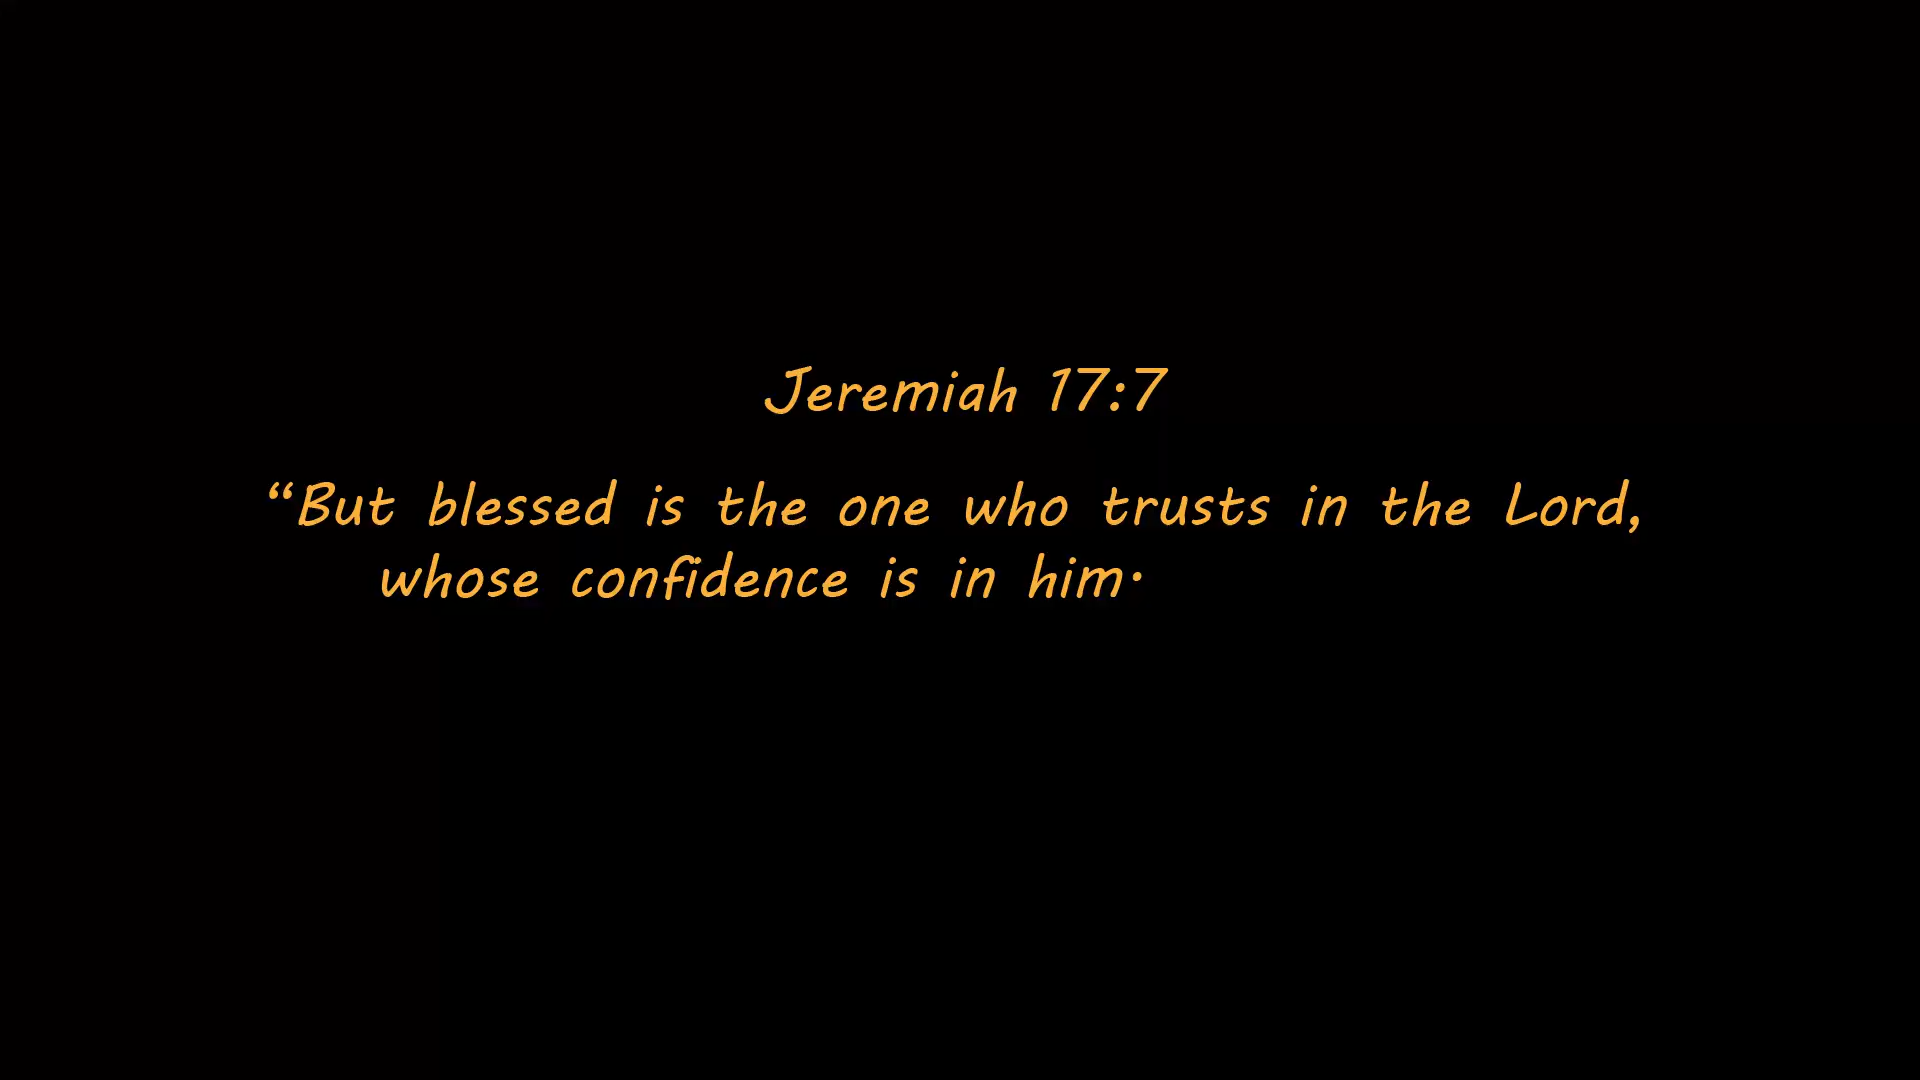 Jeremiah 17:7
“But blessed is the one who trusts in the Lord,
whose confidence is in him.